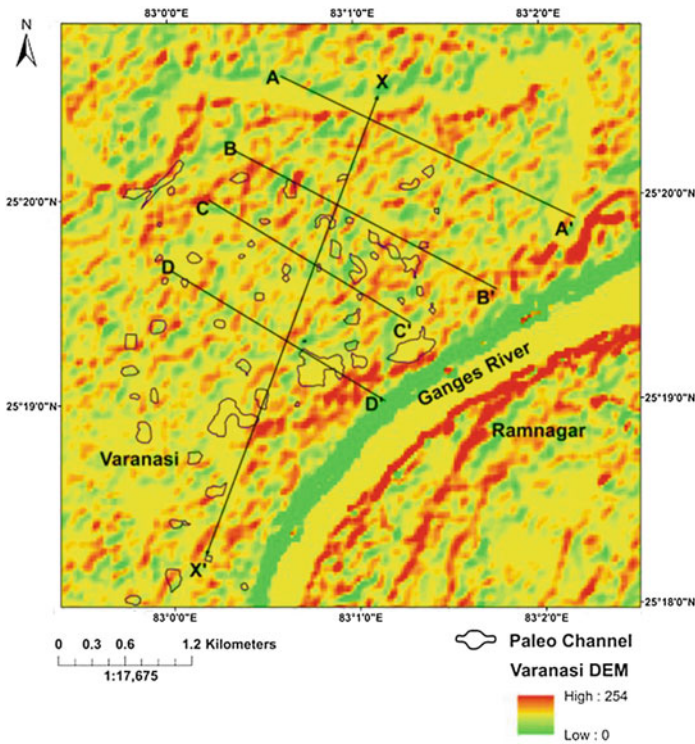 83°0'0"E 83°1'0"E 83°2'0"E
N
A X
B
25°20'0"N 25°20'0"N
C
A'
D
B'
C'
Ganges River
25°19'0"N D' 25°19'0"N
Ramnagar
Varanasi
X'
25°18'0"N
83°0'0"E 83°1'0"E 83°2'0"E
0 0.3 0.6 1.2 Kilometers
1:17,675
Paleo Channel
Varanasi DEM
High : 254
Low : 0